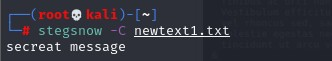 ┌──(root㉿kali)-[~]
└─# stegsnow -C newtext1.txt
secreat message